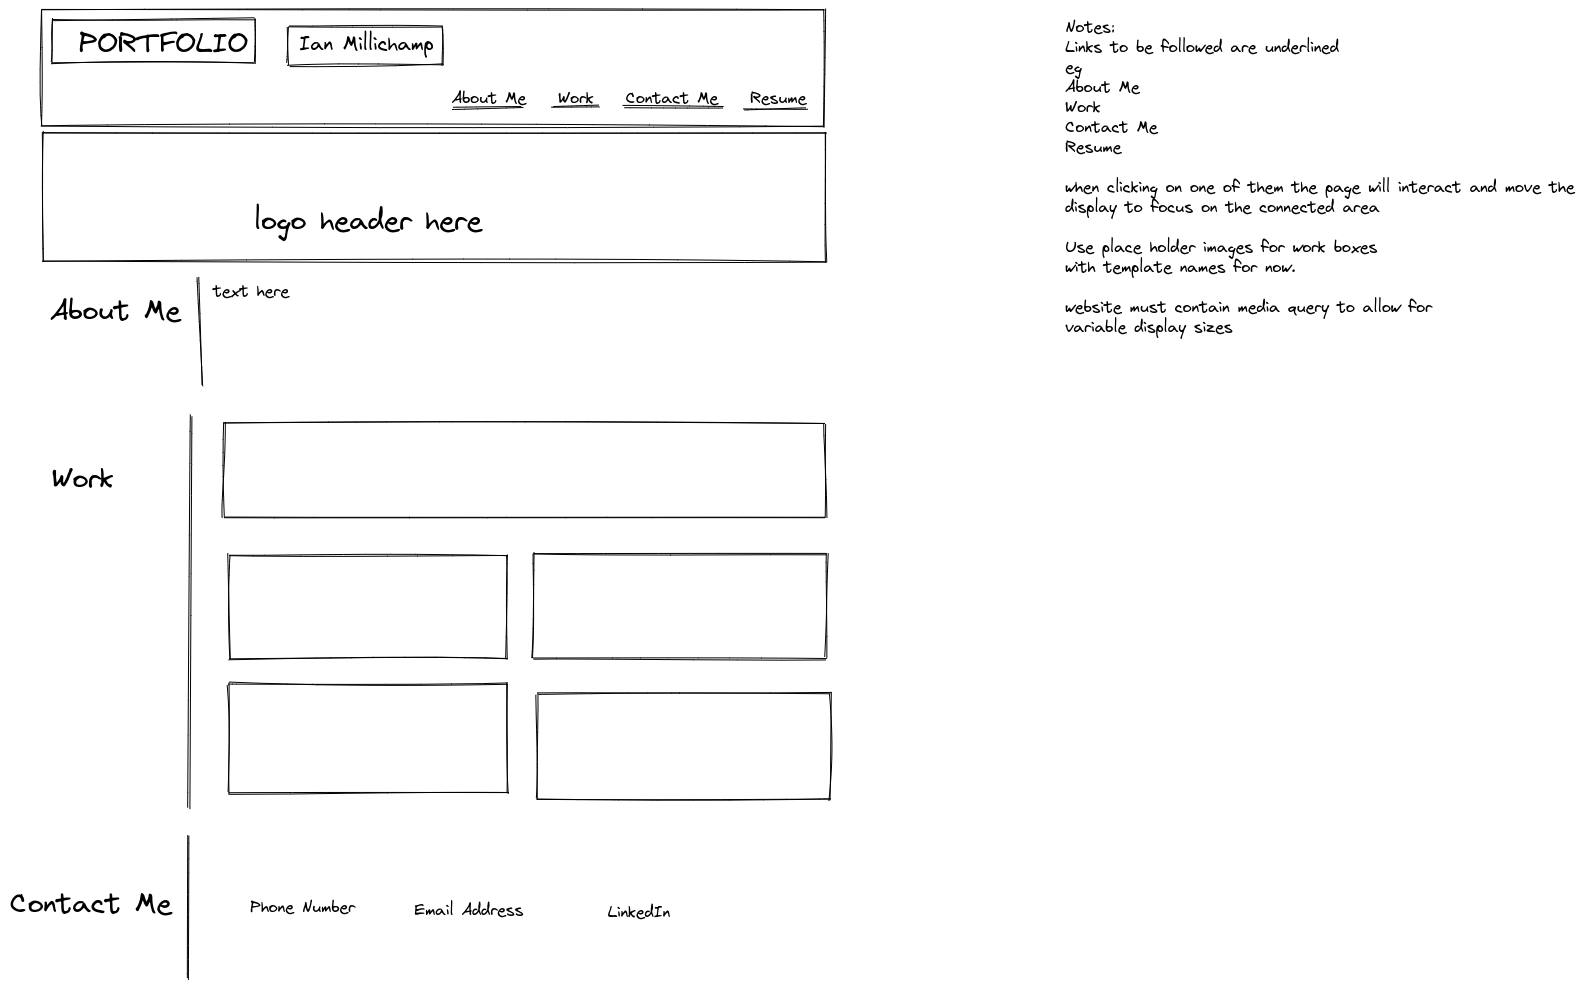 PORTFOLIO
Ian Millichamp
About Me
Work
Contact Me
Resume
logo header here
About Me
text here
Work
Contact Me
Phone Number
Email Address
LinkedIn
Notes:
Links to be followed are underlined
eg
About Me
Work
Contact Me
Resume
when clicking on one of them the page will interact and move the
display to focus on the connected area
Use place holder images for work boxes
with template names for now.
website must contain media query to allow for
variable display sizes